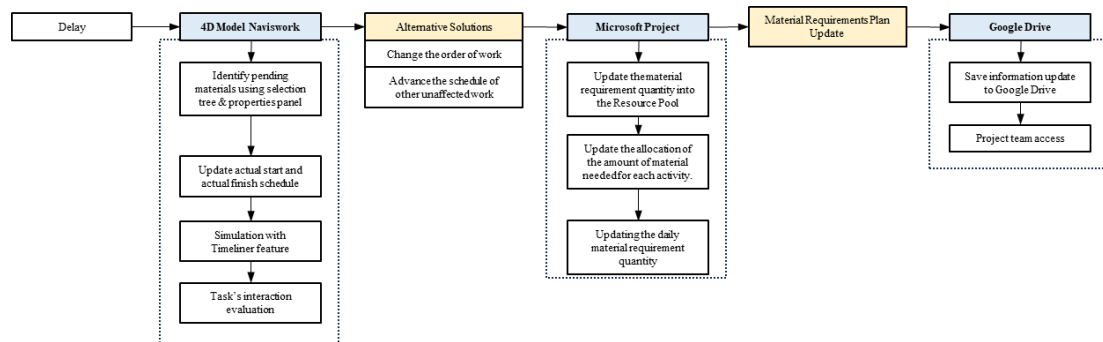 Delay
4D Model Naviswork
Identify pending
materials using selection
tree & properties panel
Update actual start and
actual finish schedule
Simulation with
Timeliner feature
Task's interaction
evaluation
Alternative Solutions
Change the order of work
Advance the schedule of
other unaffected work
Microsoft Project
Update the material
requirement quantity into
the Resource Pool
Update the allocation of
the amount of material
needed for each activity.
Updating the daily
material requirement
quantity
Material Requirements Plan
Update
Google Drive
Save information update
to Google Drive
Project team access